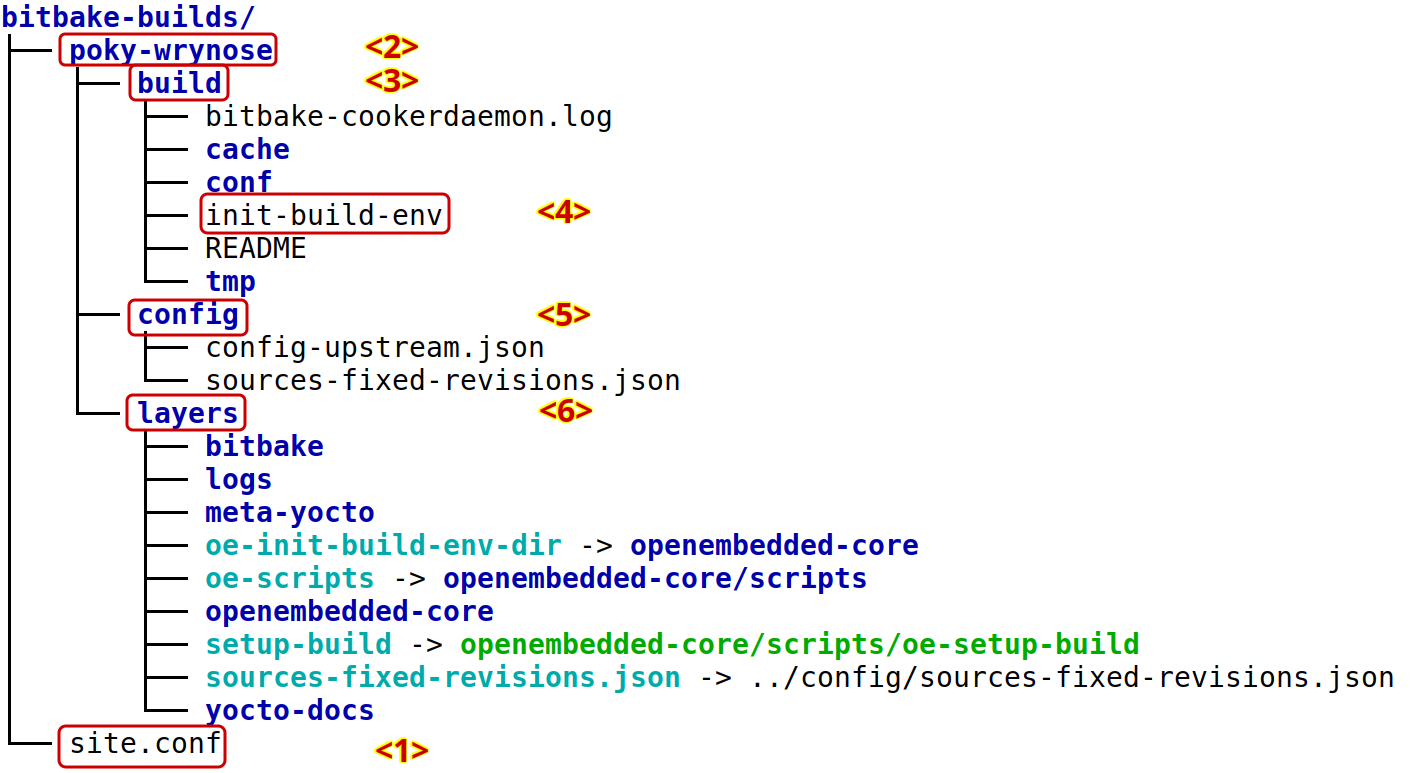 bitbake-builds/
poky-wrynose <2>
build <3>
bitbake-cookerdaemon.log
cache
conf
init-build-env <4>
README
tmp
config <5>
config-upstream.json
sources-fixed-revisions.json
layers <6>
bitbake
logs
meta-yocto
oe-init-build-env-dir -> openembedded-core
oe-scripts -> openembedded-core/scripts
openembedded-core
setup-build -> openembedded-core/scripts/oe-setup-build
sources-fixed-revisions.json -> ../config/sources-fixed-revisions.json
yocto-docs
site.conf <1>